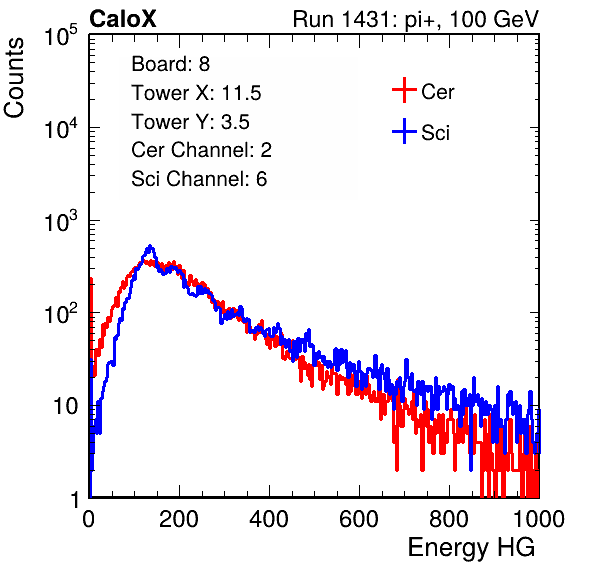 CaloX Run 1431: pi+, 100 GeV
Counts
Board: 8
Tower X: 11.5
Tower Y: 3.5
Cer Channel: 2
Sci Channel: 6
Cer
Sci
10^5
10^4
10^3
10^2
10
1
0 200 400 600 800 1000
Energy HG